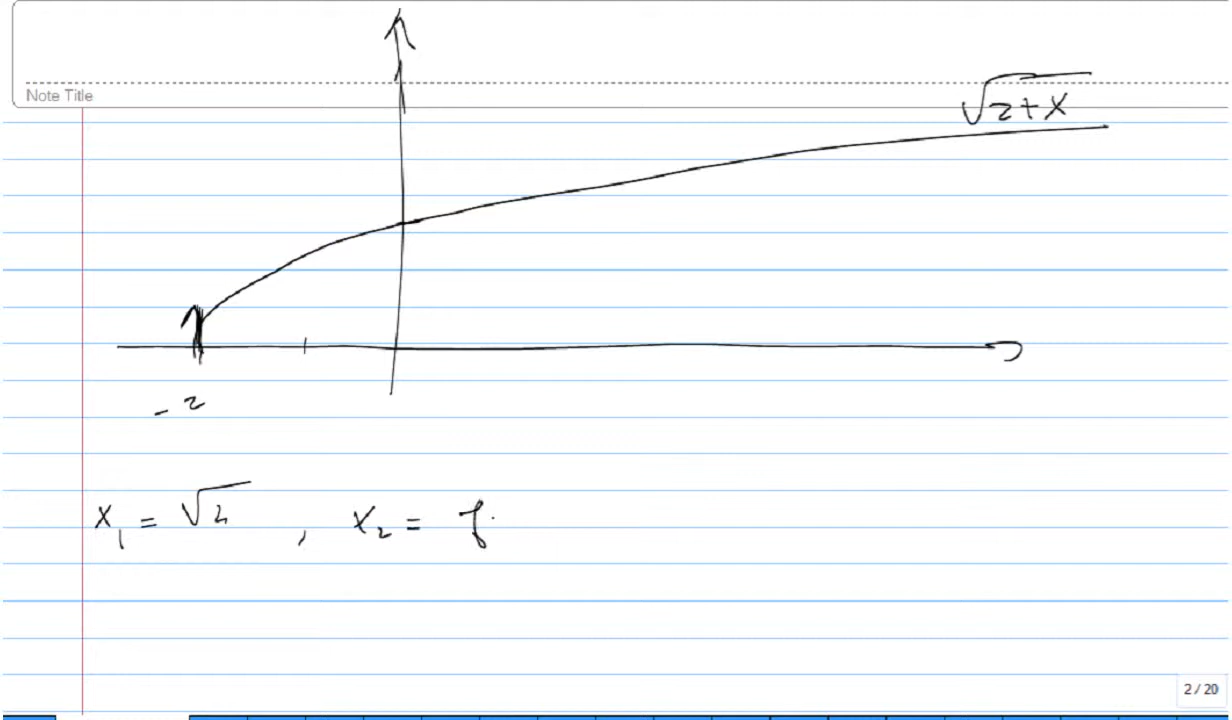 Note Title
√2+x
- 2
x₁ = √2 , x₂ = f
2 / 20